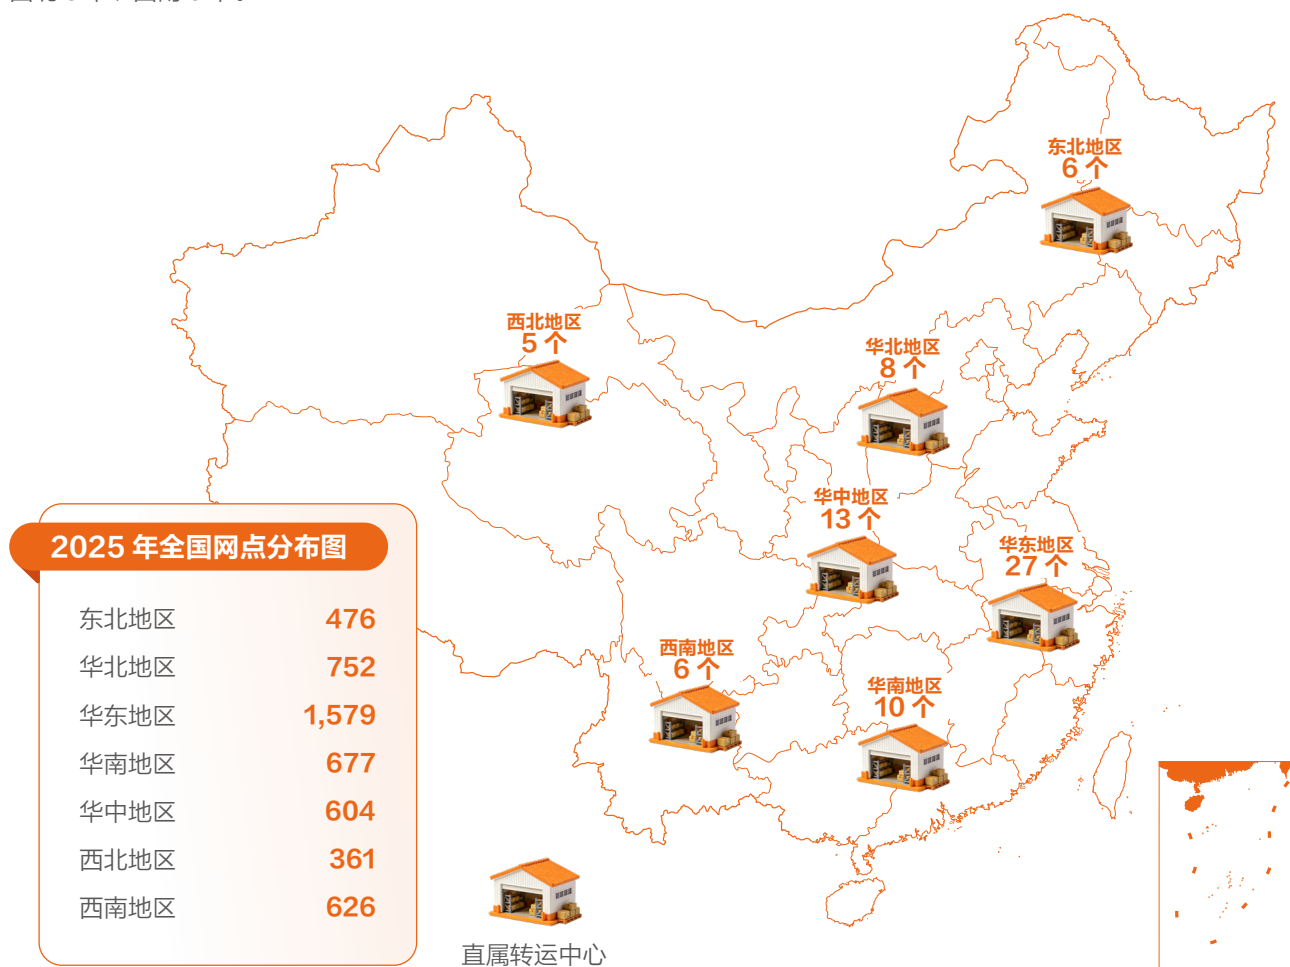 东北地区
6 个
西北地区
5 个
华北地区
8 个
华中地区
13 个
华东地区
27 个
西南地区
6 个
华南地区
10 个
2025 年全国网点分布图
东北地区 476
华北地区 752
华东地区 1,579
华南地区 677
华中地区 604
西北地区 361
西南地区 626
直属转运中心